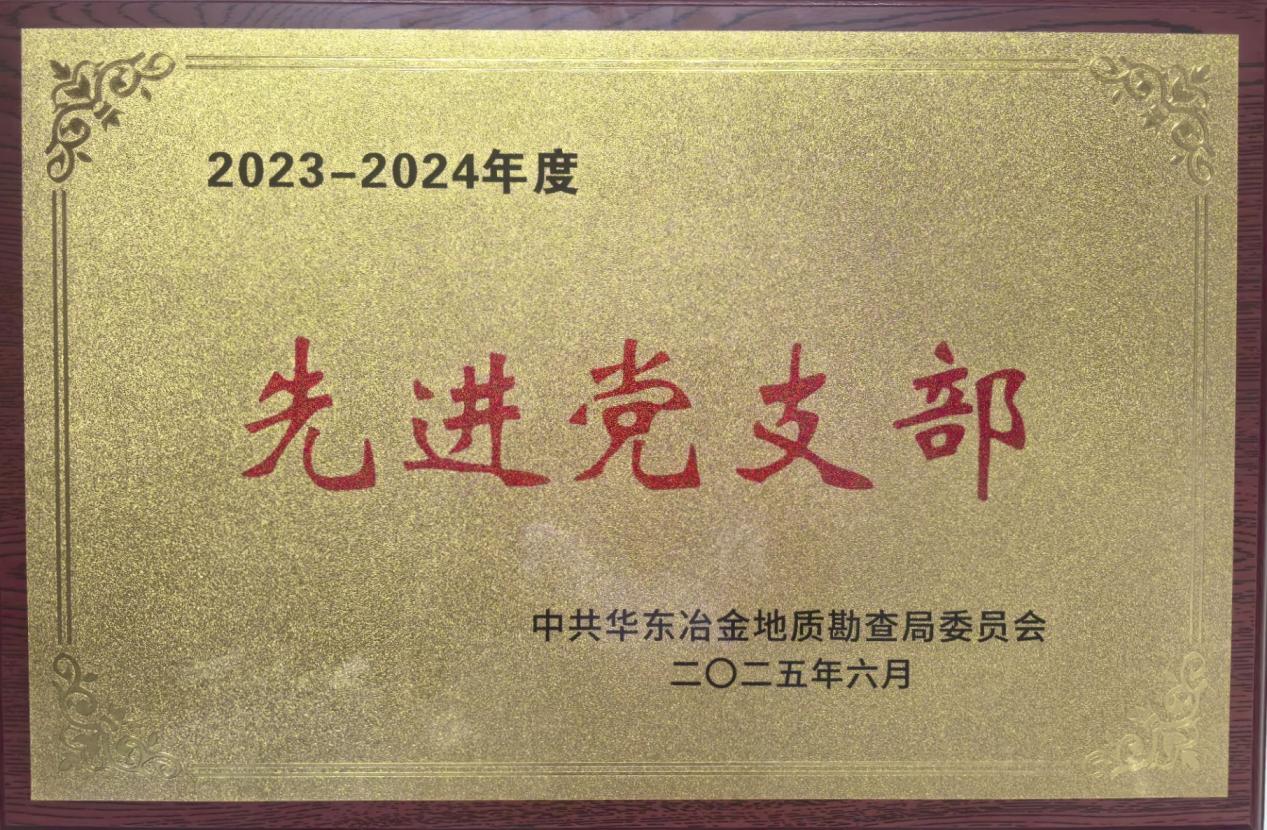 2023-2024年度
先进党支部
中共华东冶金地质勘查局委员会
二〇二五年六月